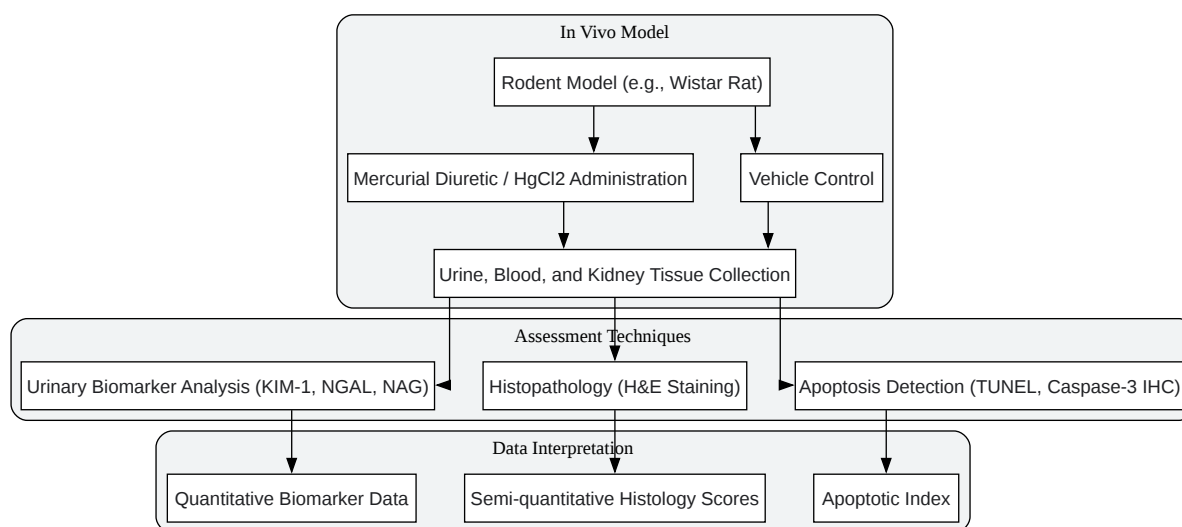 In Vivo Model
Rodent Model (e.g., Wistar Rat)
Mercurial Diuretic / HgCl2 Administration
Vehicle Control
Urine, Blood, and Kidney Tissue Collection
Assessment Techniques
Urinary Biomarker Analysis (KIM-1, NGAL, NAG)
Histopathology (H&E Staining)
Apoptosis Detection (TUNEL, Caspase-3 IHC)
Data Interpretation
Quantitative Biomarker Data
Semi-quantitative Histology Scores
Apoptotic Index